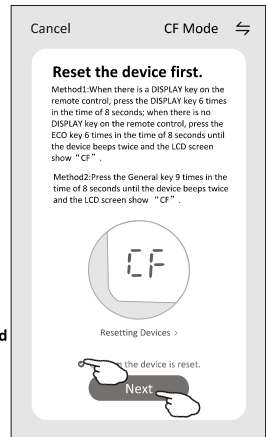 Cancel CF Mode
Reset the device first.
Method1:When there is a DISPLAY key on the
remote control, press the DISPLAY key 6 times
in the time of 8 seconds; when there is no
DISPLAY key on the remote control, press the
ECO key 6 times in the time of 8 seconds until
the device beeps twice and the LCD screen
show “CF”.
Method2:Press the General key 9 times in the
time of 8 seconds until the device beeps twice
and the LCD screen show “CF”.
CF
Resetting Devices >
the device is reset.
Next